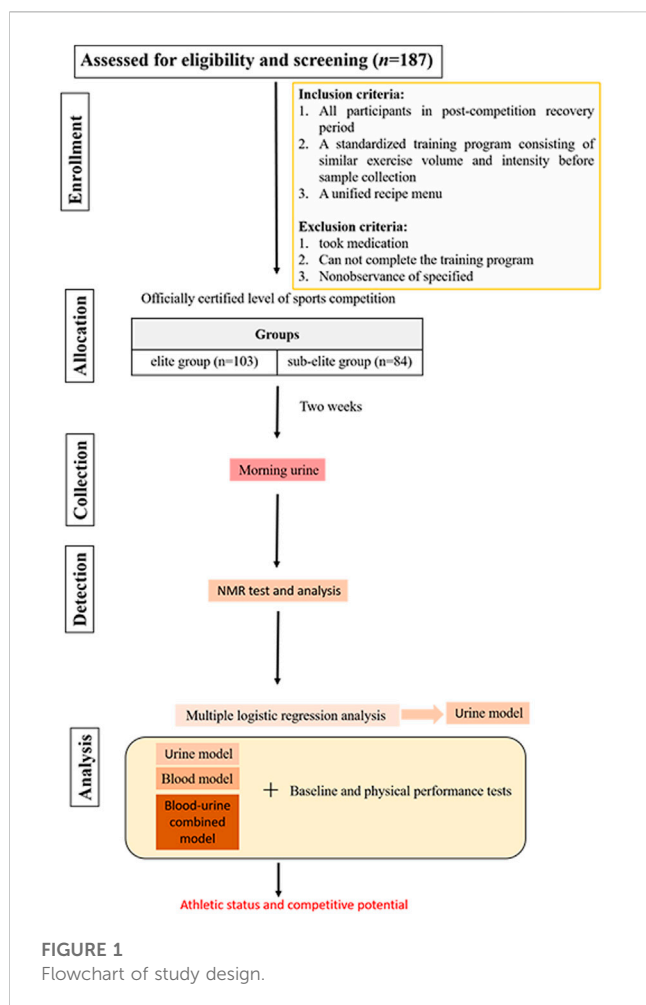 Assessed for eligibility and screening (n=187)
Enrollment
Inclusion criteria:
1. All participants in post-competition recovery
period
2. A standardized training program consisting of
similar exercise volume and intensity before
sample collection
3. A unified recipe menu
Exclusion criteria:
1. took medication
2. Can not complete the training program
3. Nonobservance of specified
Allocation
Officially certified level of sports competition
Groups
elite group (n=103) sub-elite group (n=84)
Two weeks
Collection
Morning urine
Detection
NMR test and analysis
Analysis
Multiple logistic regression analysis Urine model
Urine model
Blood model
Blood-urine
combined
model
+ Baseline and physical performance tests
Athletic status and competitive potential
FIGURE 1
Flowchart of study design.